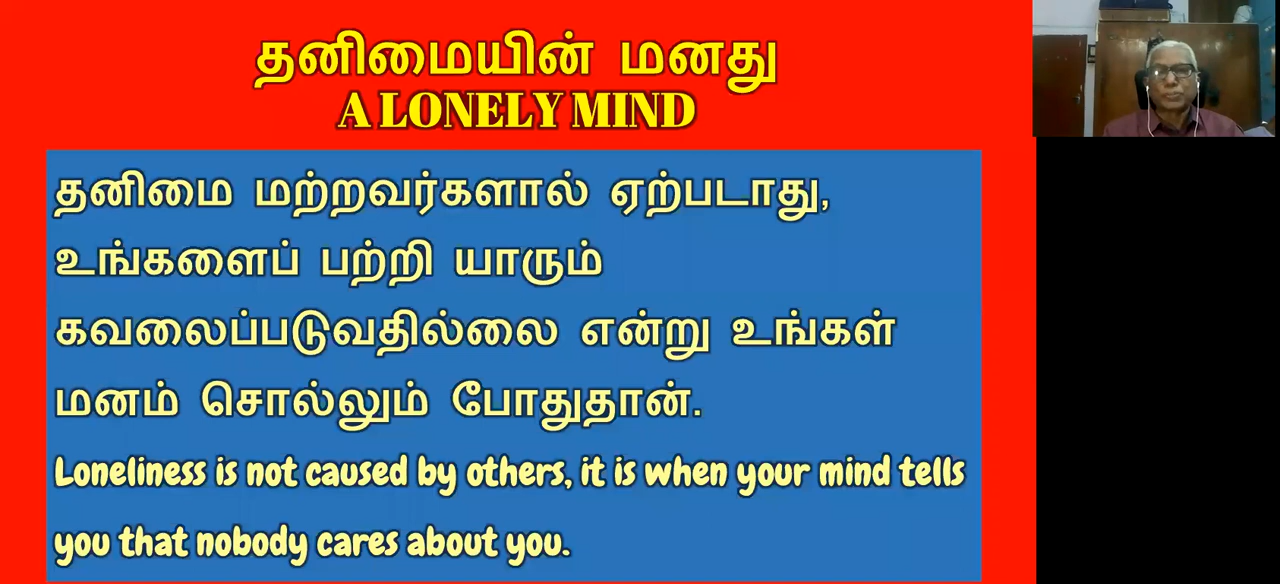 தனிமையின் மனது
A LONELY MIND
தனிமை மற்றவர்களால் ஏற்படாது,
உங்களைப் பற்றி யாரும்
கவலைப்படுவதில்லை என்று உங்கள்
மனம் சொல்லும் போதுதான்.
Loneliness is not caused by others, it is when your mind tells
you that nobody cares about you.